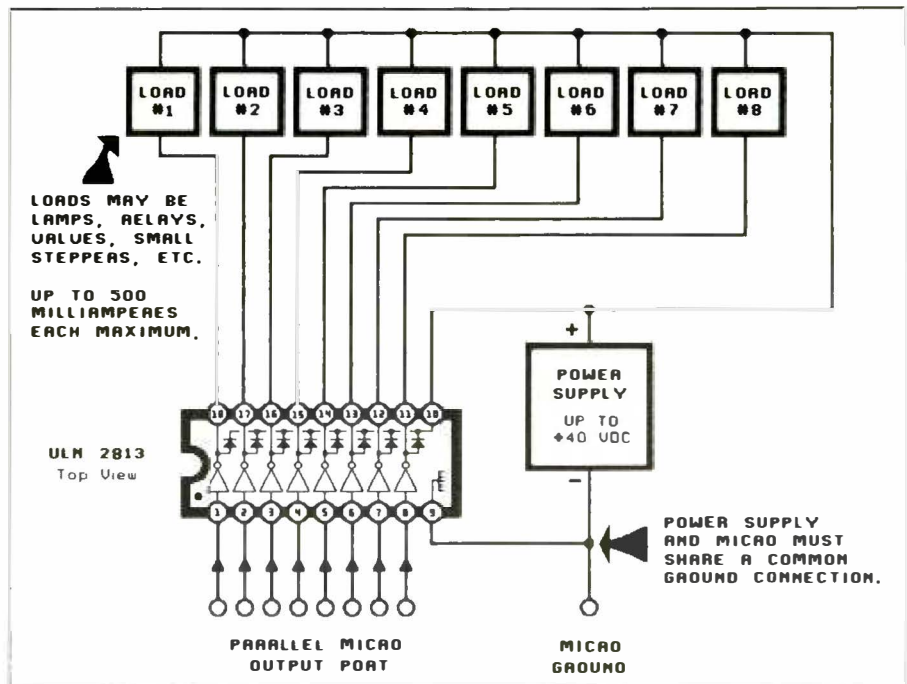 LOAD #1
LOAD #2
LOAD #3
LOAD #4
LOAD #5
LOAD #6
LOAD #7
LOAD #8
LOADS MAY BE
LAMPS, RELAYS,
VALVES, SMALL
STEPPERS, ETC.
UP TO 500
MILLIAMPERES
EACH MAXIMUM.
+
POWER
SUPPLY
UP TO
+40 VDC
-
18 17 16 15 14 13 12 11 10
ULN 2813
Top View
1 2 3 4 5 6 7 8 9
POWER SUPPLY
AND MICRO MUST
SHARE A COMMON
GROUND CONNECTION.
PARALLEL MICRO
OUTPUT PORT
MICRO
GROUND